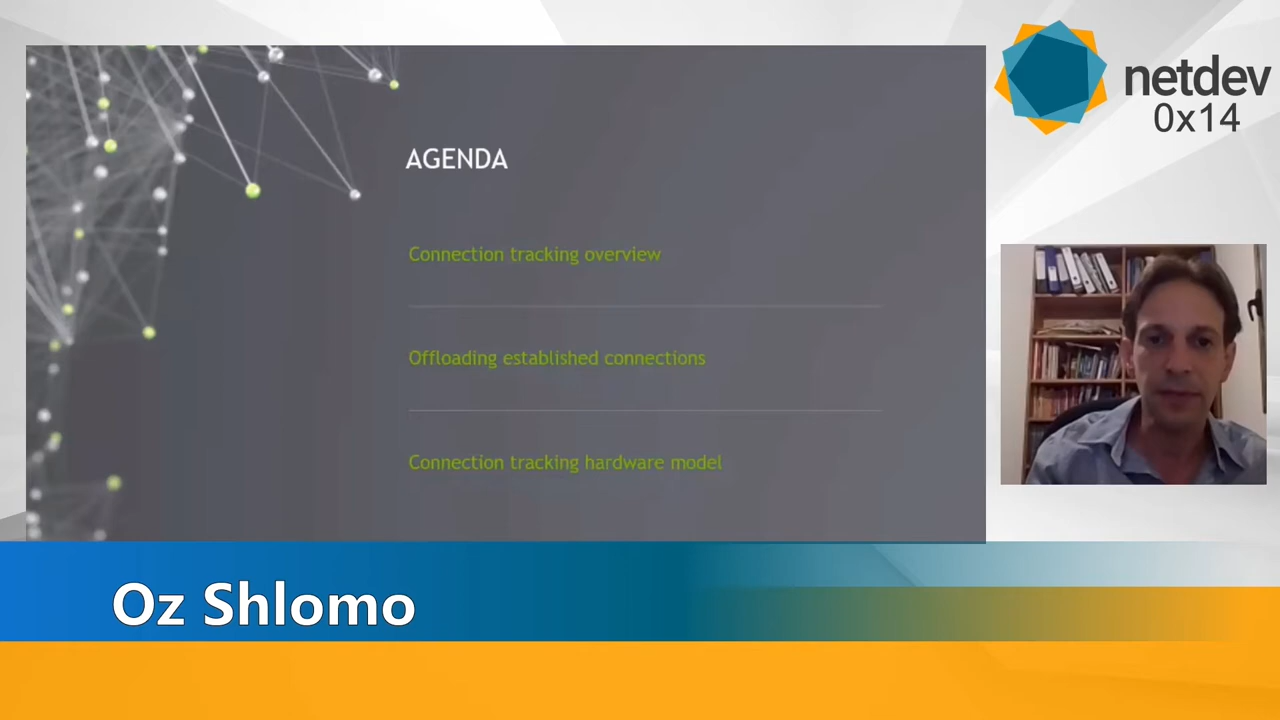 AGENDA
Connection tracking overview
Offloading established connections
Connection tracking hardware model
netdev
0x14
Oz Shlomo